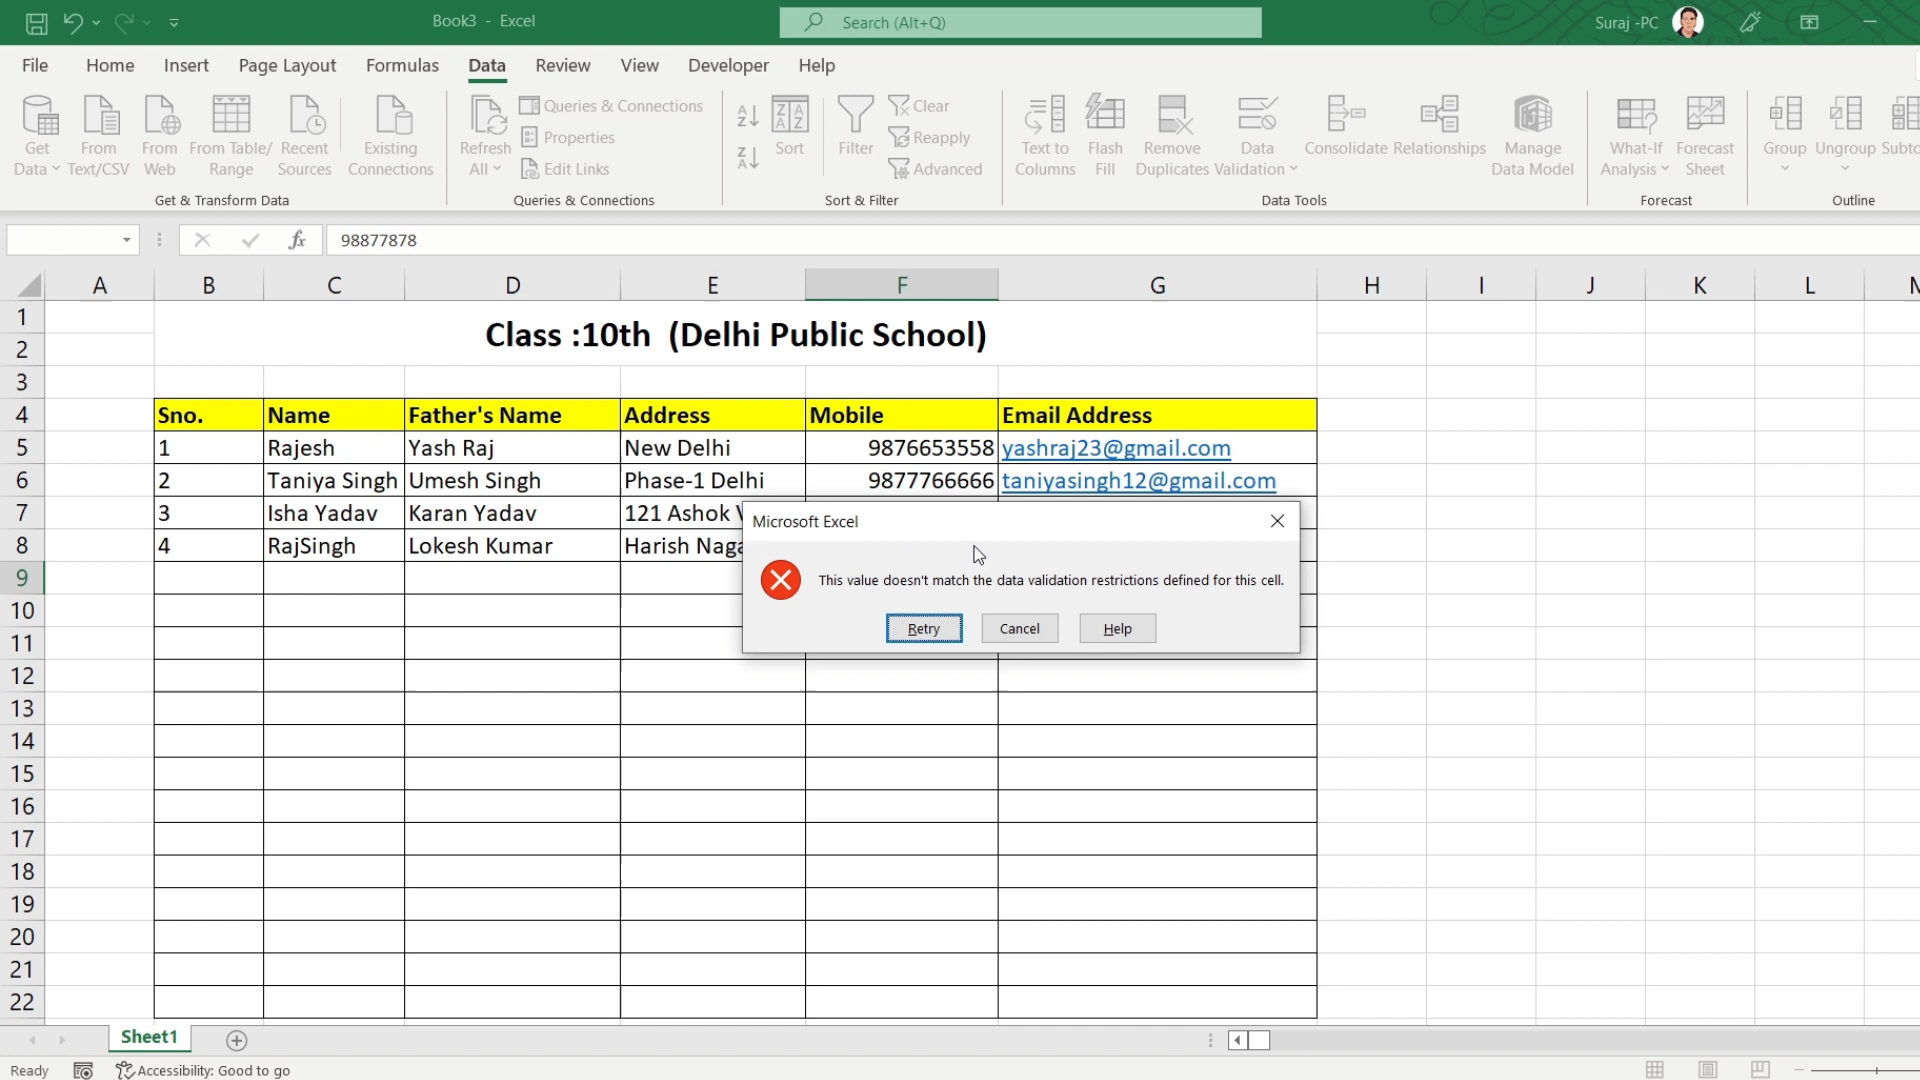 Book3 - Excel
Search (Alt+Q)
Suraj -PC
File Home Insert Page Layout Formulas Data Review View Developer Help
Get Data
From Text/CSV
From Web
From Table/ Range
Recent Sources
Existing Connections
Get & Transform Data
Refresh All
Queries & Connections
Properties
Edit Links
Queries & Connections
Sort
Filter
Clear
Reapply
Advanced
Sort & Filter
Text to Columns
Flash Fill
Remove Duplicates
Data Validation
Consolidate
Relationships
Manage Data Model
Data Tools
What-If Analysis
Forecast Sheet
Forecast
Group
Ungroup
Subto
Outline
fx 98877878
A B C D E F G H I J K L
1
Class :10th (Delhi Public School)
2
3
4 Sno. Name Father's Name Address Mobile Email Address
5 1 Rajesh Yash Raj New Delhi 9876653558 yashraj23@gmail.com
6 2 Taniya Singh Umesh Singh Phase-1 Delhi 9877766666 taniyasingh12@gmail.com
7 3 Isha Yadav Karan Yadav 121 Ashok
8 4 RajSingh Lokesh Kumar Harish Naga
Microsoft Excel
This value doesn't match the data validation restrictions defined for this cell.
Retry Cancel Help
9
10
11
12
13
14
15
16
17
18
19
20
21
22
Sheet1
Ready
Accessibility: Good to go